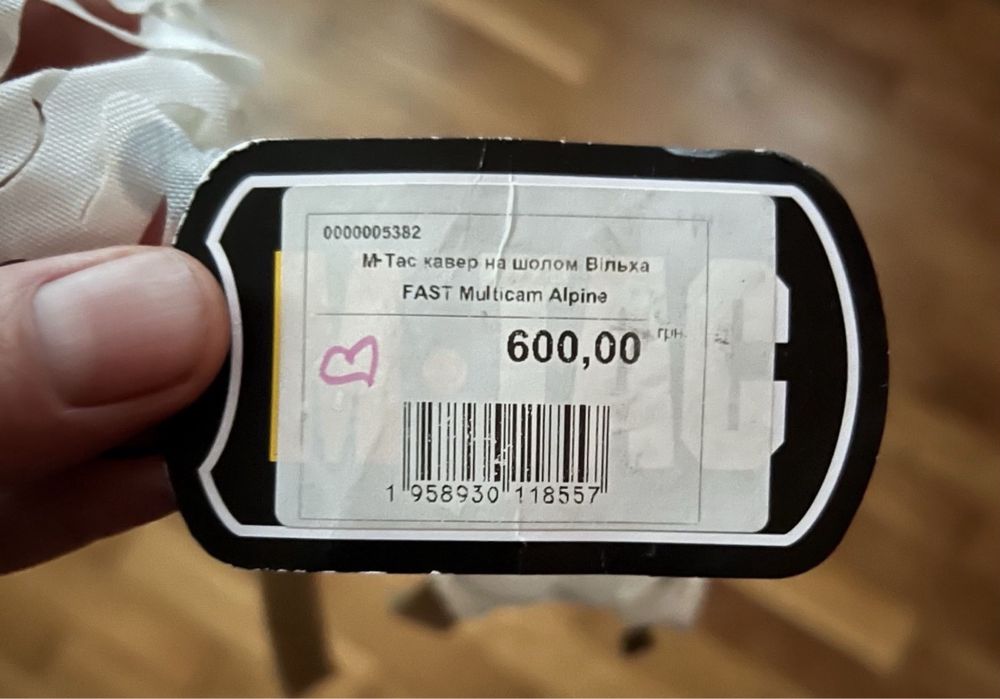 0000005382
M-Tac кавер на шолом Вільха
FAST Multicam Alpine
600,00 грн.
1 958930 118557